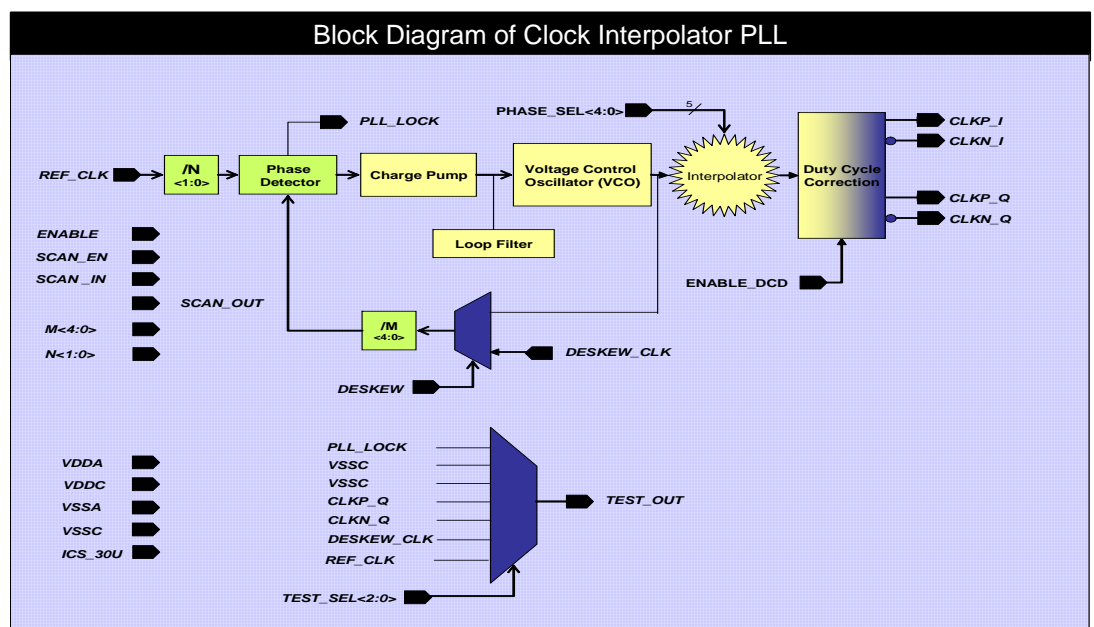 Block Diagram of Clock Interpolator PLL
PHASE_SEL<4:0>
5
PLL_LOCK
CLKP_I
CLKN_I
REF_CLK
/N
<1:0>
Phase
Detector
Charge Pump
Voltage Control
Oscillator (VCO)
Interpolator
Duty Cycle
Correction
CLKP_Q
CLKN_Q
Loop Filter
ENABLE
SCAN_EN
SCAN _IN
SCAN_OUT
M<4:0>
N<1:0>
ENABLE_DCD
/M
<4:0>
DESKEW_CLK
DESKEW
VDDA
VDDC
VSSA
VSSC
ICS_30U
PLL_LOCK
VSSC
VSSC
CLKP_Q
CLKN_Q
DESKEW_CLK
REF_CLK
TEST_OUT
TEST_SEL<2:0>